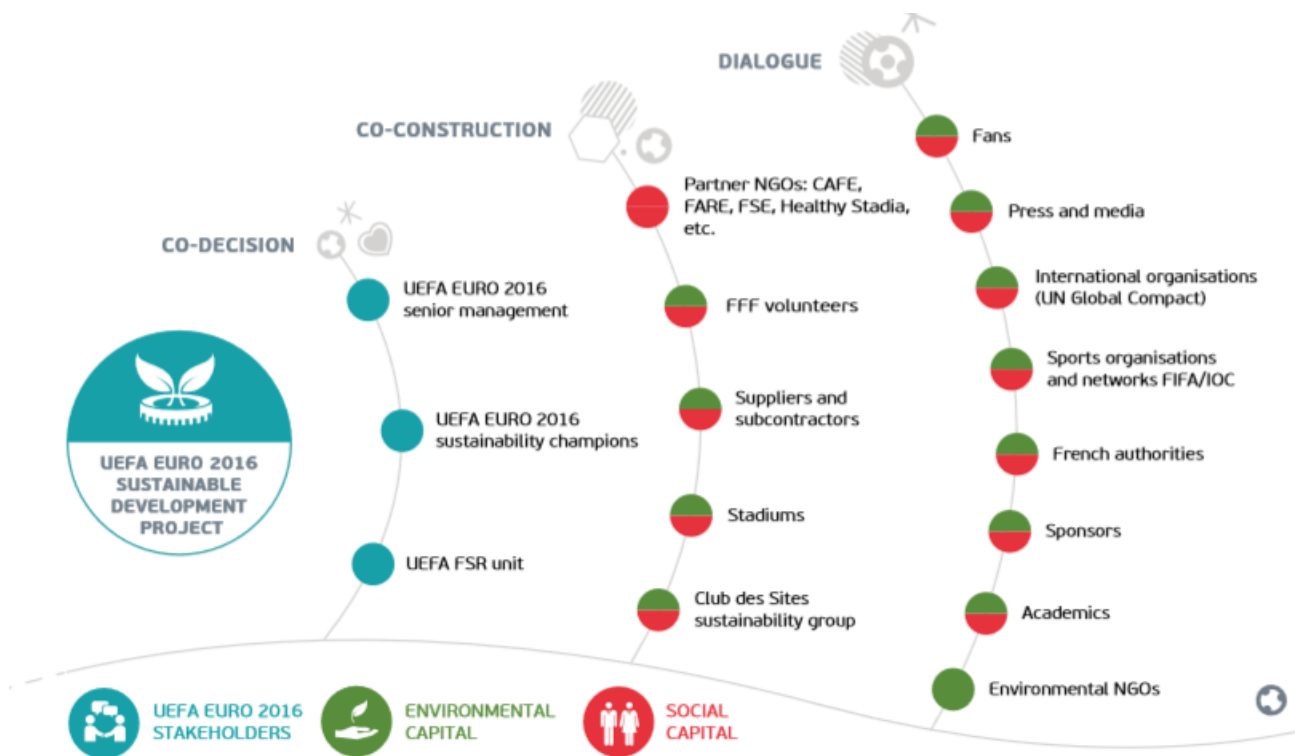 DIALOGUE
Fans
Press and media
International organisations
(UN Global Compact)
Sports organisations
and networks FIFA/IOC
French authorities
Sponsors
Academics
Environmental NGOs
CO-CONSTRUCTION
Partner NGOs: CAFE,
FARE, FSE, Healthy Stadia,
etc.
FFF volunteers
Suppliers and
subcontractors
Stadiums
Club des Sites
sustainability group
CO-DECISION
UEFA EURO 2016
senior management
UEFA EURO 2016
sustainability champions
UEFA FSR unit
UEFA EURO 2016
SUSTAINABLE
DEVELOPMENT
PROJECT
UEFA EURO 2016
STAKEHOLDERS
ENVIRONMENTAL
CAPITAL
SOCIAL
CAPITAL